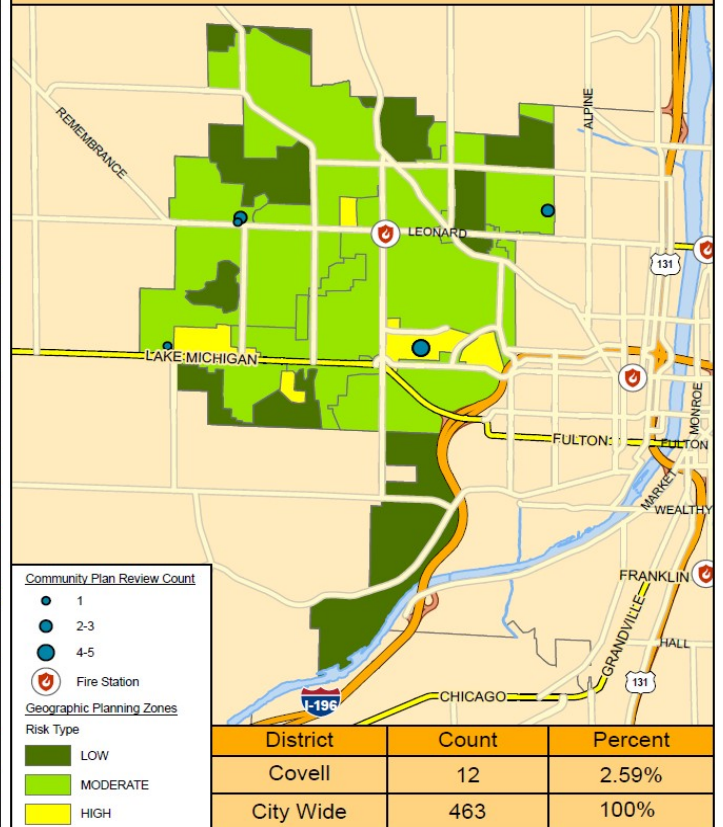 REMEMBRANCE
ALPINE
LEONARD
131
LAKE MICHIGAN
FULTON
FULTON
MONROE
MARKET
WEALTHY
FRANKLIN
GRANDVILLE
HALL
131
CHICAGO
I-196
Community Plan Review Count
1
2-3
4-5
Fire Station
Geographic Planning Zones
Risk Type
LOW
MODERATE
HIGH
District Count Percent
Covell 12 2.59%
City Wide 463 100%